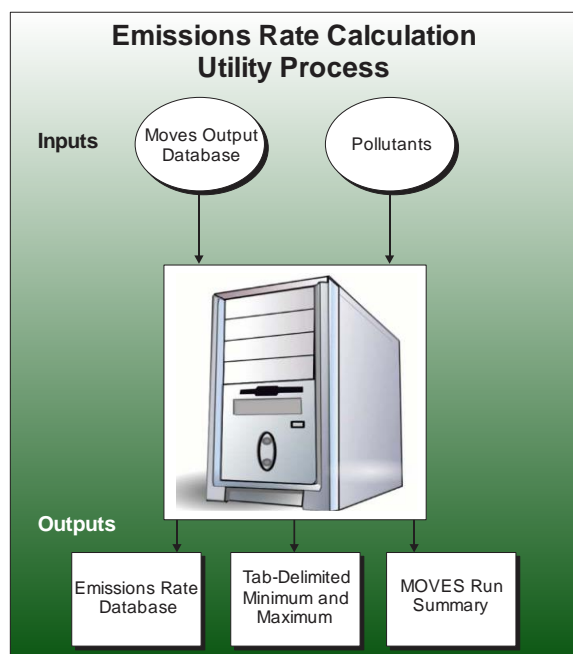 Emissions Rate Calculation
Utility Process
Inputs
Moves Output
Database
Pollutants
Outputs
Emissions Rate
Database
Tab-Delimited
Minimum and
Maximum
MOVES Run
Summary